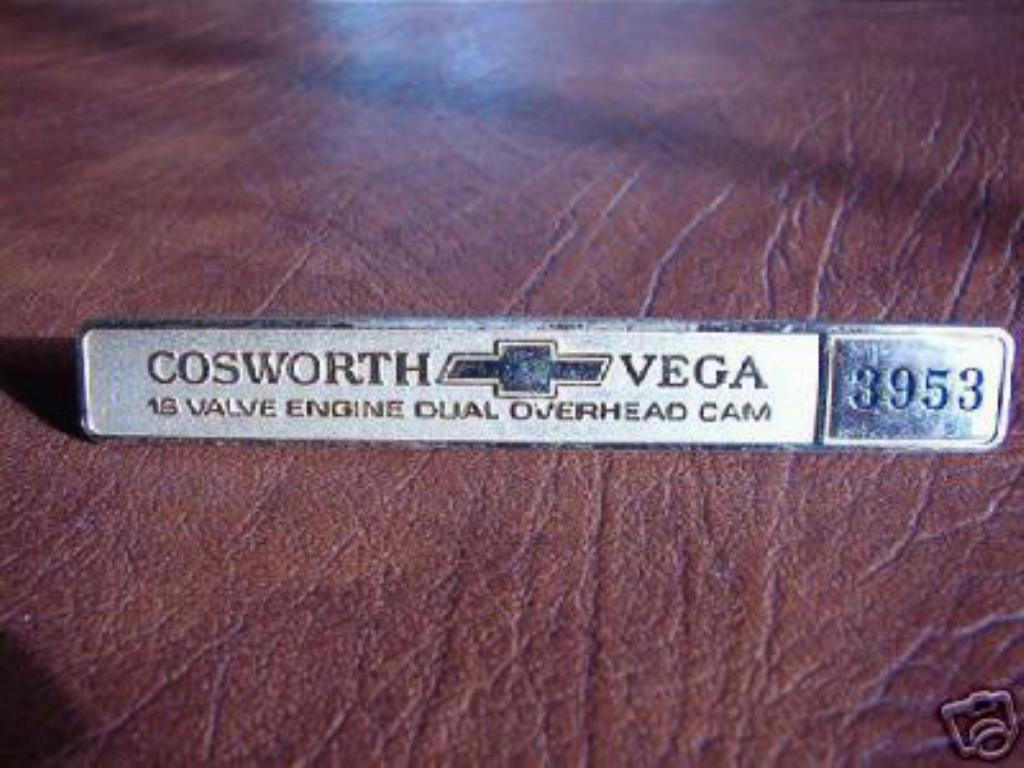 COSWORTH VEGA
16 VALVE ENGINE DUAL OVERHEAD CAM
3953